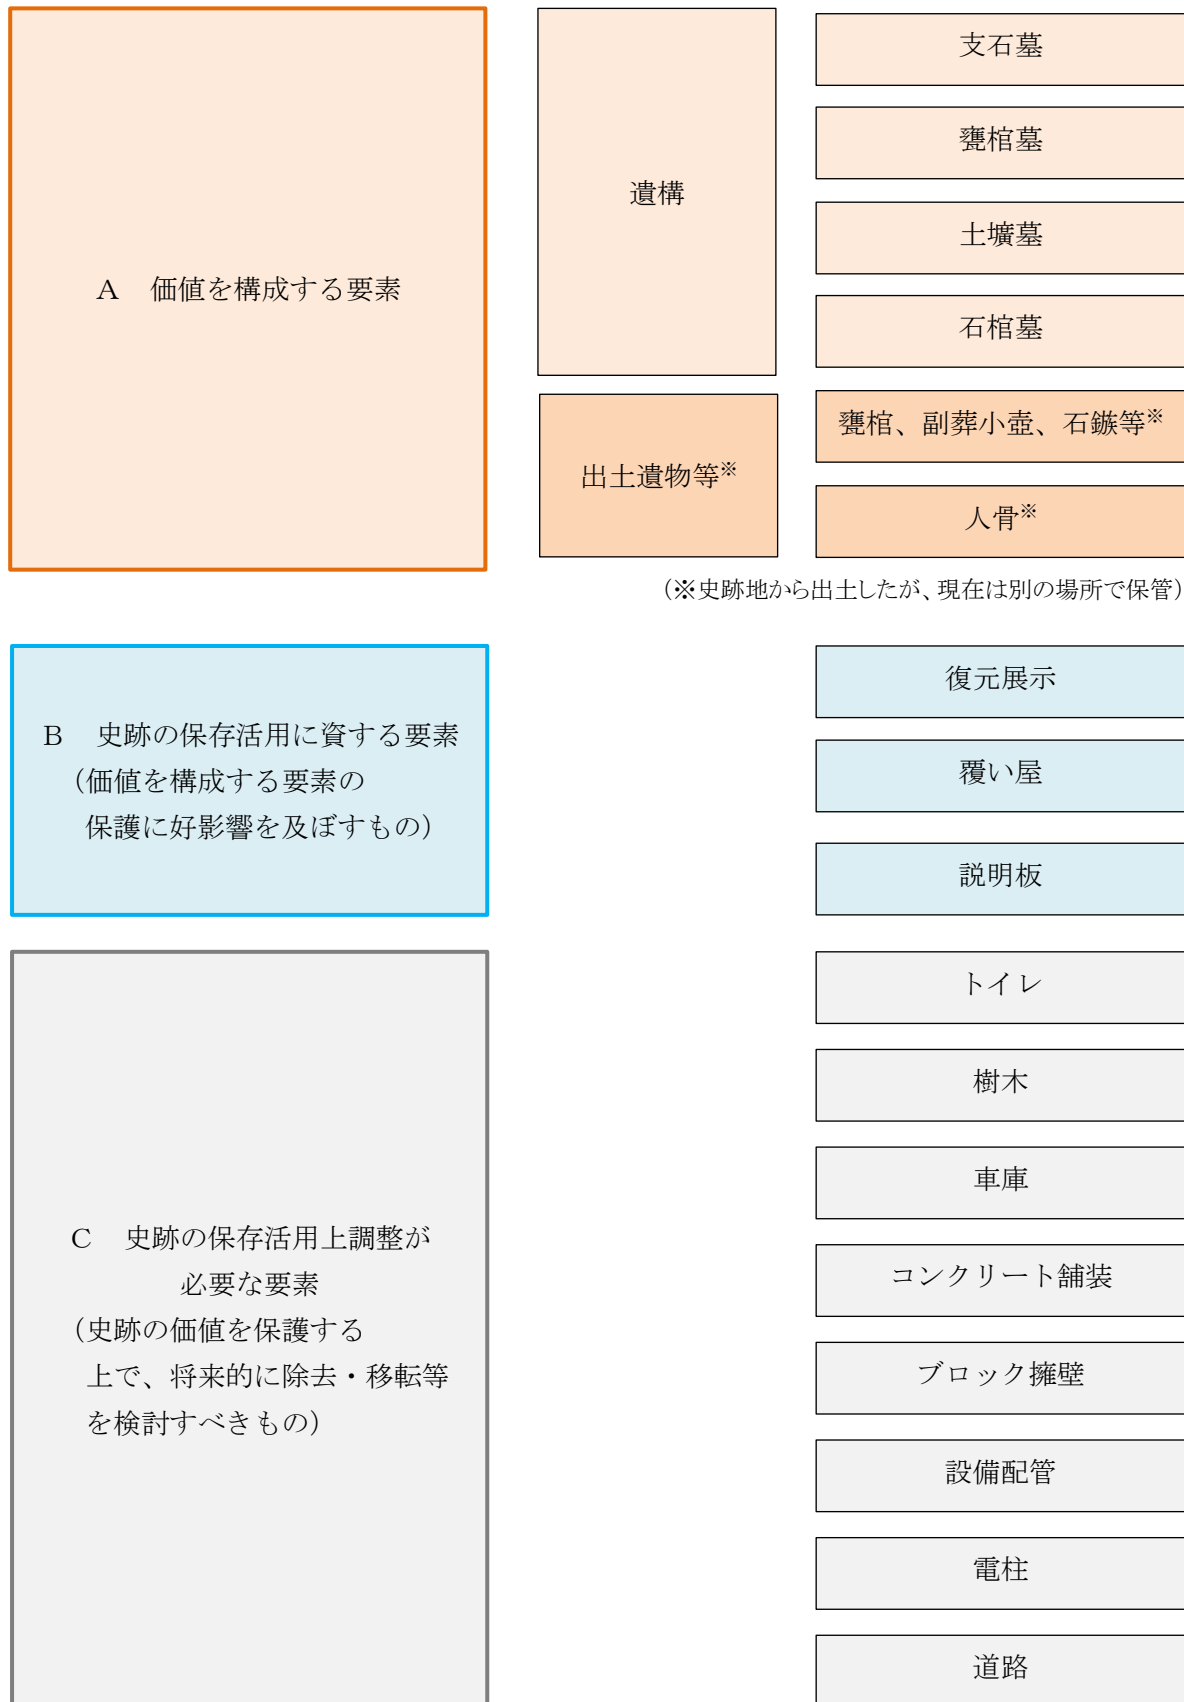 A　価値を構成する要素
遺構
支石墓
甕棺墓
土壙墓
石棺墓
出土遺物等※
甕棺、副葬小壺、石鏃等※
人骨※
（※史跡地から出土したが、現在は別の場所で保管）
B　史跡の保存活用に資する要素
（価値を構成する要素の
保護に好影響を及ぼすもの）
復元展示
覆い屋
説明板
C　史跡の保存活用上調整が
必要な要素
（史跡の価値を保護する
上で、将来的に除去・移転等
を検討すべきもの）
トイレ
樹木
車庫
コンクリート舗装
ブロック擁壁
設備配管
電柱
道路